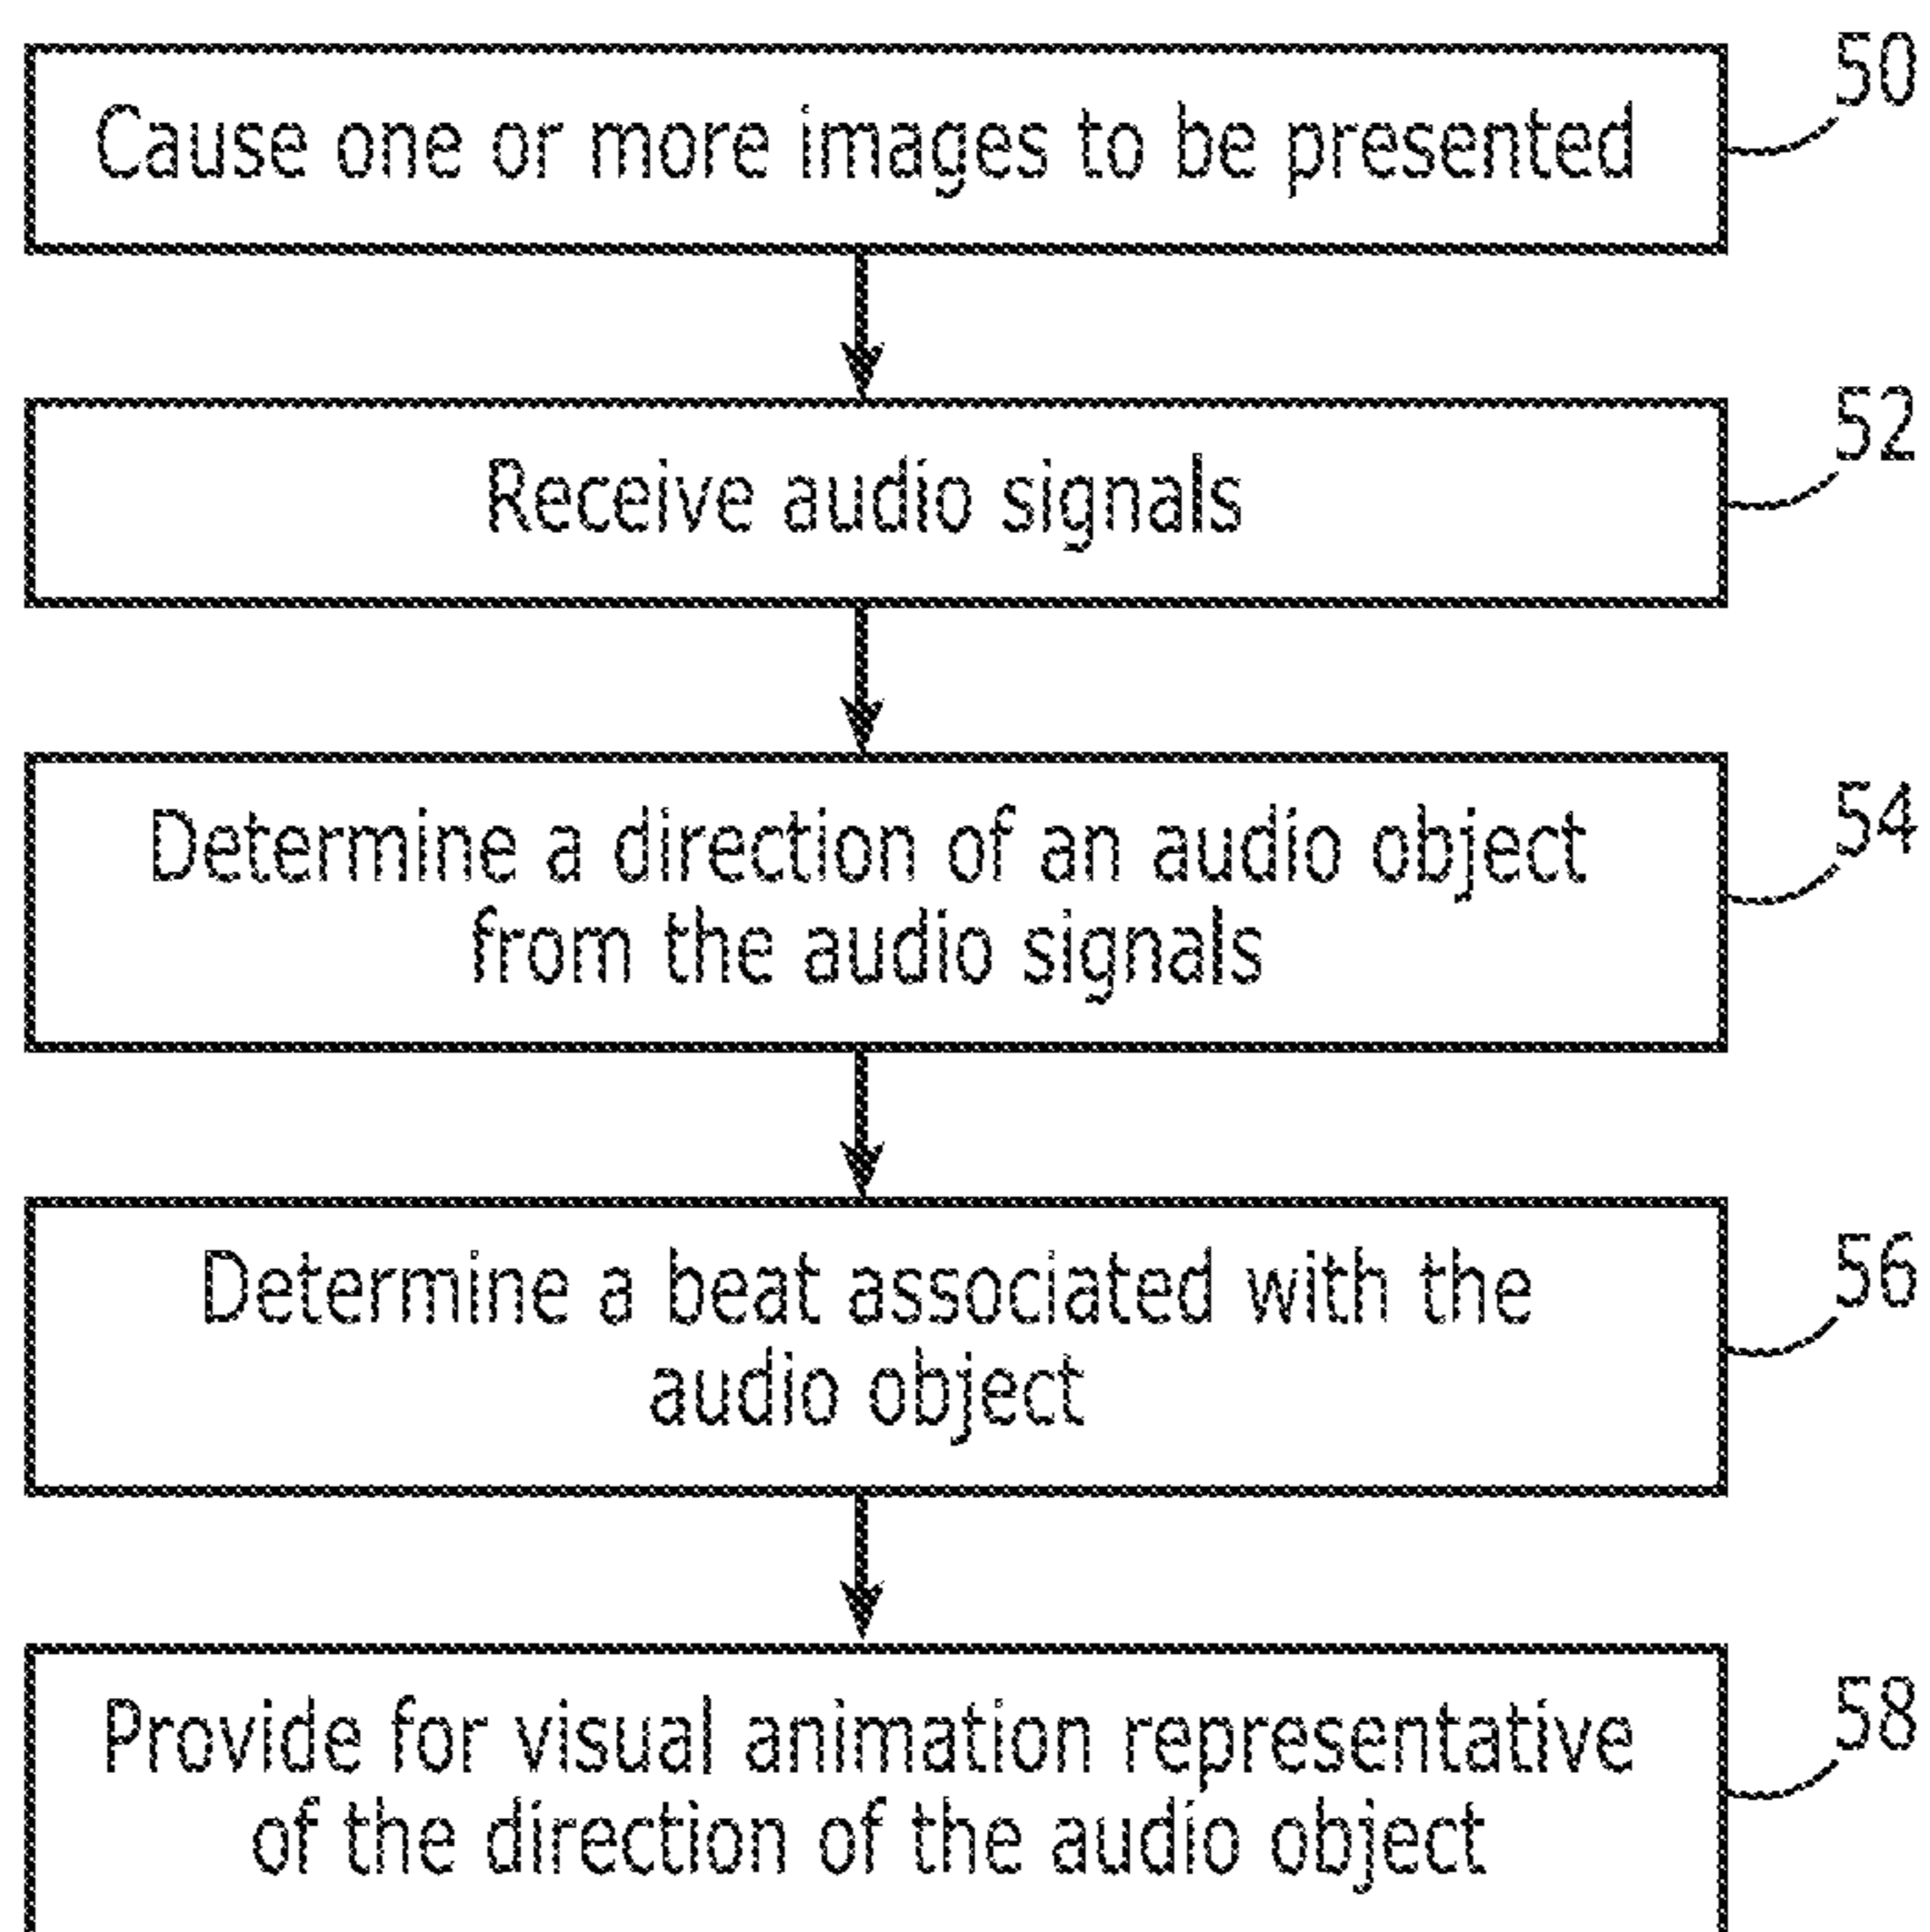 50
Cause one or more images to be presented
52
Receive audio signals
54
Determine a direction of an audio object
from the audio signals
56
Determine a beat associated with the
audio object
58
Provide for visual animation representative
of the direction of the audio object